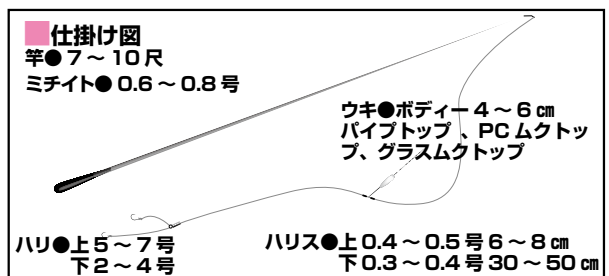 仕掛け図
竿●7～10尺
ミチイト●0.6～0.8号
ウキ●ボディー4～6㎝
パイプトップ、PCムクトッ
プ、グラスムクトップ
ハリ●上5～7号
下2～4号
ハリス●上0.4～0.5号6～8㎝
下0.3～0.4号30～50㎝